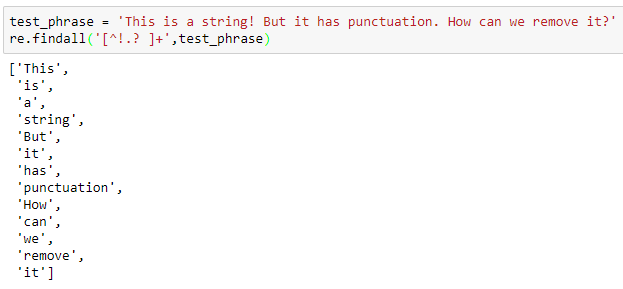 test_phrase = 'This is a string! But it has punctuation. How can we remove it?'
re.findall('[^!.? ]+',test_phrase)
['This',
'is',
'a',
'string',
'But',
'it',
'has',
'punctuation',
'How',
'can',
'we',
'remove',
'it']